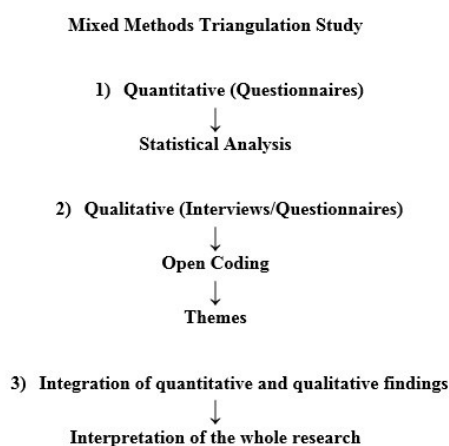 Mixed Methods Triangulation Study
1) Quantitative (Questionnaires)
↓
Statistical Analysis
2) Qualitative (Interviews/Questionnaires)
↓
Open Coding
↓
Themes
3) Integration of quantitative and qualitative findings
↓
Interpretation of the whole research